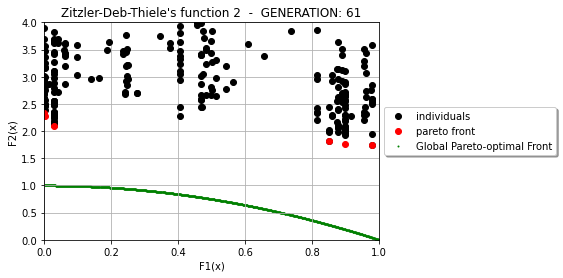 Zitzler-Deb-Thiele's function 2 - GENERATION: 61
F2(x)
4.0
3.5
3.0
2.5
2.0
1.5
1.0
0.5
0.0
0.0 0.2 0.4 0.6 0.8 1.0
F1(x)
individuals
pareto front
Global Pareto-optimal Front